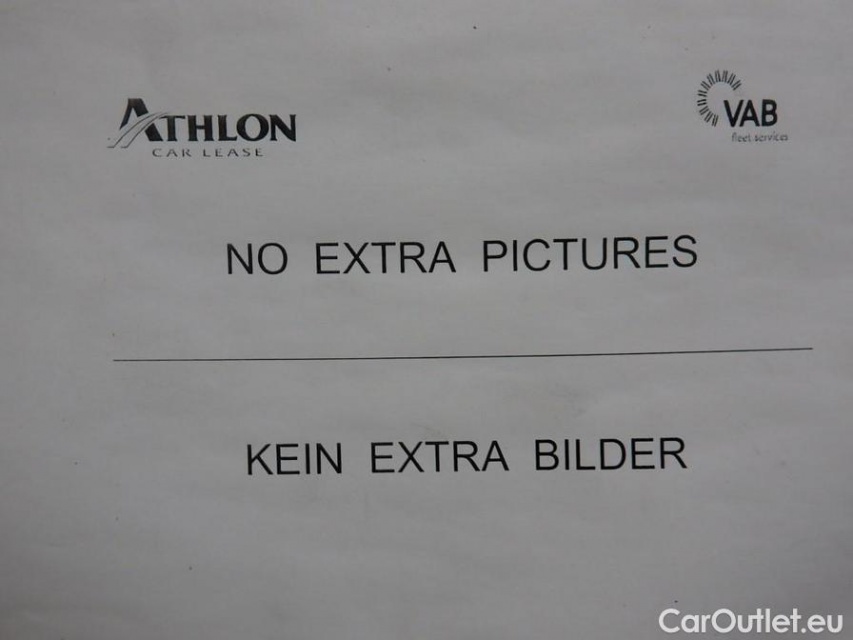 ATHLON
CAR LEASE
VAB
fleet services
NO EXTRA PICTURES
KEIN EXTRA BILDER
CarOutlet.eu